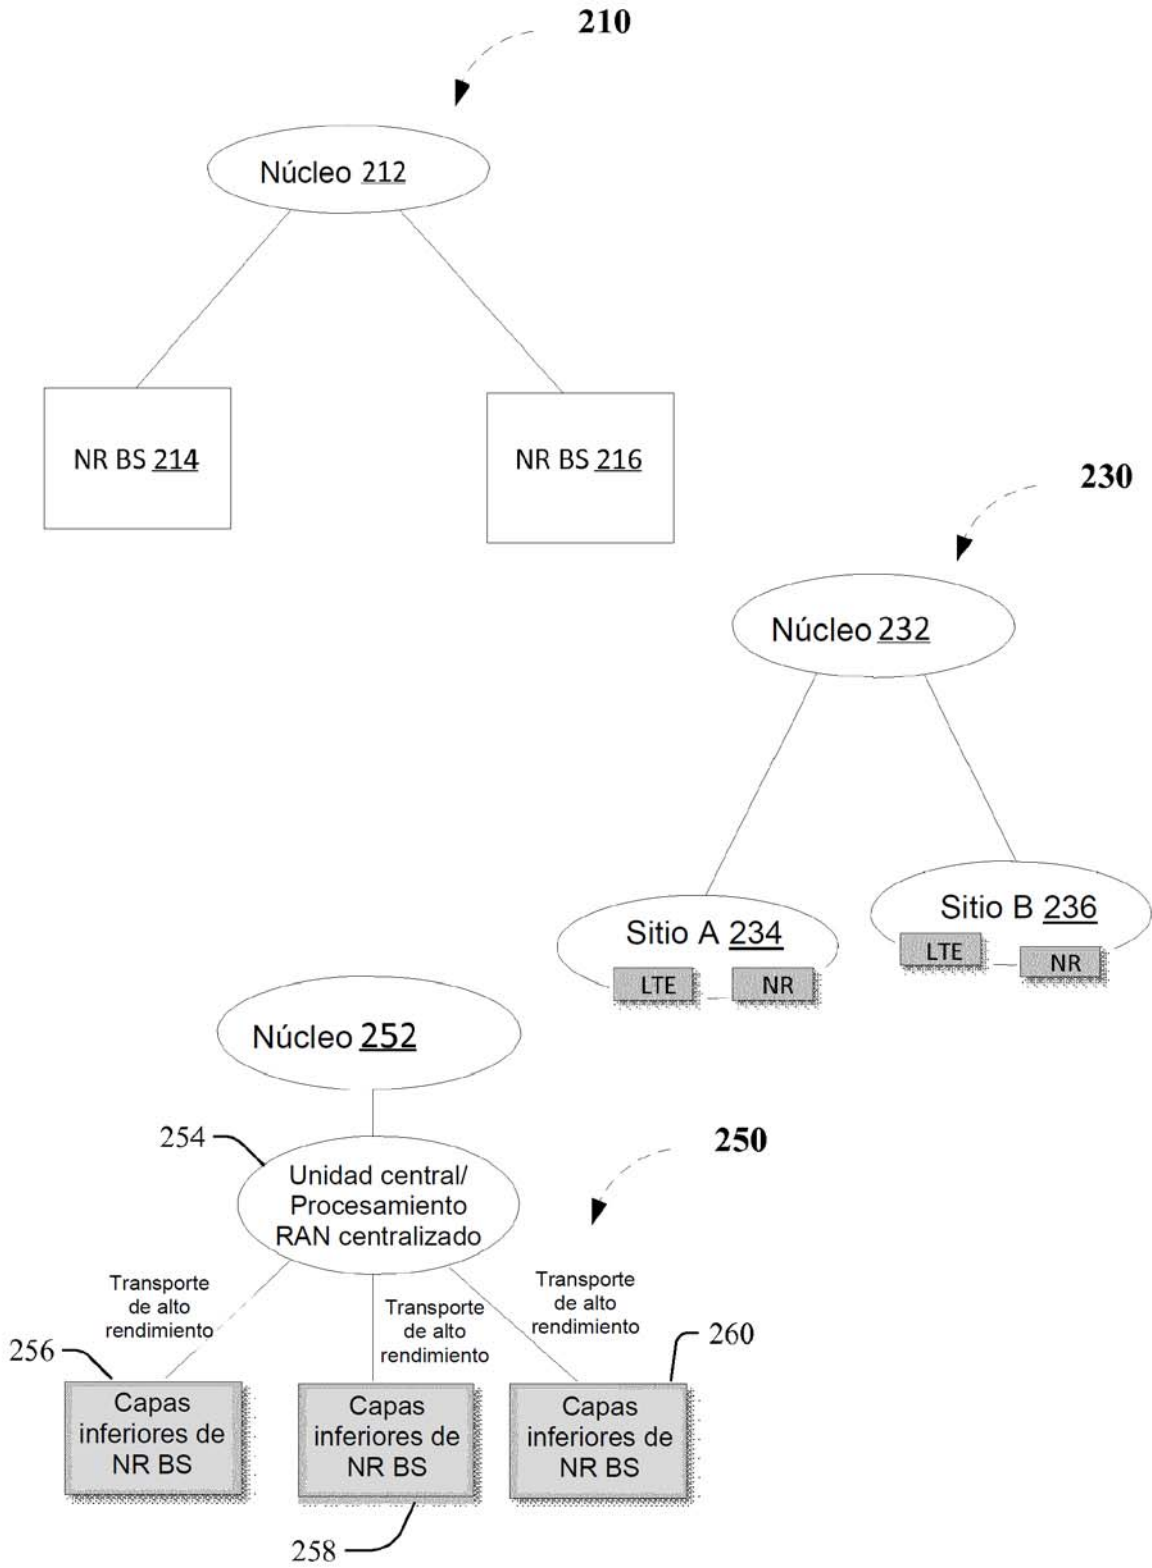 210
Núcleo 212
NR BS 214
NR BS 216
230
Núcleo 232
Sitio A 234
LTE
NR
Sitio B 236
LTE
NR
Núcleo 252
250
254
Unidad central/
Procesamiento
RAN centralizado
Transporte
de alto
rendimiento
Transporte
de alto
rendimiento
Transporte
de alto
rendimiento
256
Capas
inferiores de
NR BS
Capas
inferiores de
NR BS
258
260
Capas
inferiores de
NR BS